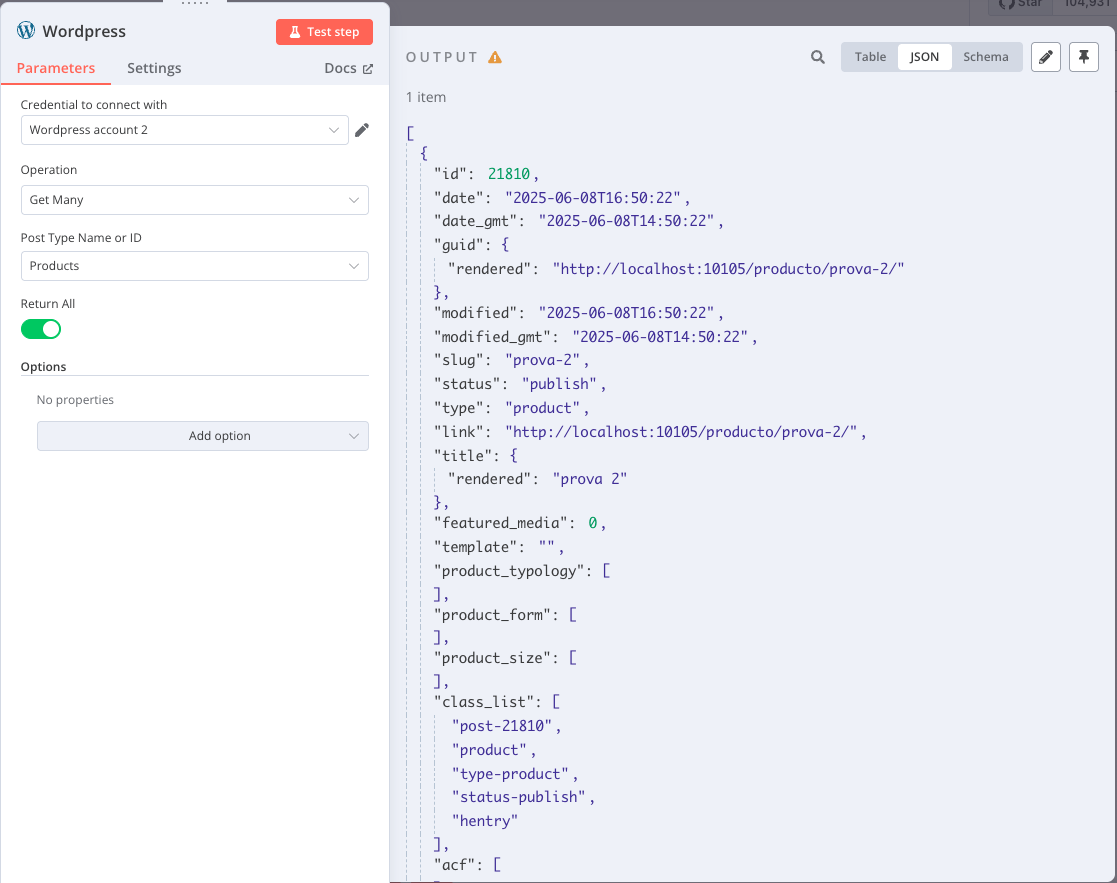 Star
104,931
Wordpress
Test step
Parameters
Settings
Docs
Credential to connect with
Wordpress account 2
Operation
Get Many
Post Type Name or ID
Products
Return All
Options
No properties
Add option
OUTPUT
Table
JSON
Schema
1 item
[
{
"id": 21810,
"date": "2025-06-08T16:50:22",
"date_gmt": "2025-06-08T14:50:22",
"guid": {
"rendered": "http://localhost:10105/producto/prova-2/"
},
"modified": "2025-06-08T16:50:22",
"modified_gmt": "2025-06-08T14:50:22",
"slug": "prova-2",
"status": "publish",
"type": "product",
"link": "http://localhost:10105/producto/prova-2/",
"title": {
"rendered": "prova 2"
},
"featured_media": 0,
"template": "",
"product_typology": [
],
"product_form": [
],
"product_size": [
],
"class_list": [
"post-21810",
"product",
"type-product",
"status-publish",
"hentry"
],
"acf": [